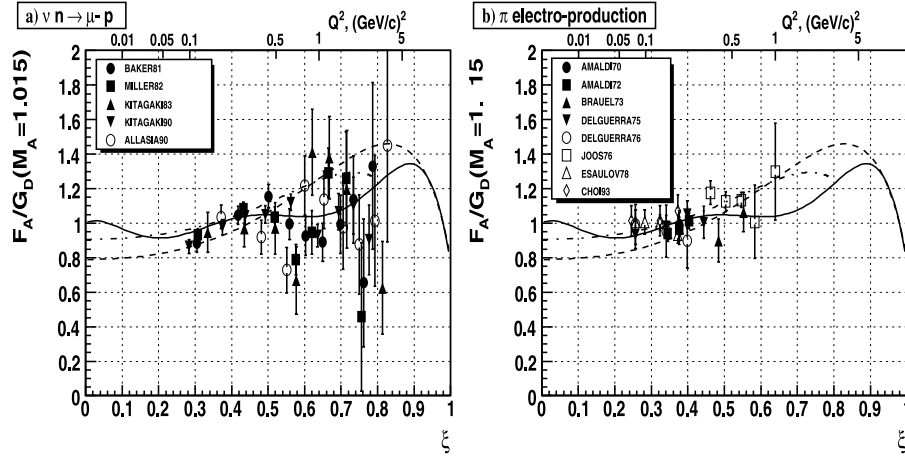 a) ν n → μ- p
Q², (GeV/c)²
0.01 0.05 0.1 0.5 1 5
F_A/G_D(M_A=1.015)
2
1.8
1.6
1.4
1.2
1
0.8
0.6
0.4
0.2
0
BAKER81
MILLER82
KITAGAKI83
KITAGAKI90
ALLASIA90
0 0.1 0.2 0.3 0.4 0.5 0.6 0.7 0.8 0.9 1
ξ
b) π electro-production
Q², (GeV/c)²
0.01 0.05 0.1 0.5 1 5
F_A/G_D(M_A=1. 15
2
1.8
1.6
1.4
1.2
1
0.8
0.6
0.4
0.2
0
AMALDI70
AMALDI72
BRAUEL73
DELGUERRA75
DELGUERRA76
JOOS76
ESAULOV78
CHOI93
0 0.1 0.2 0.3 0.4 0.5 0.6 0.7 0.8 0.9 1
ξ